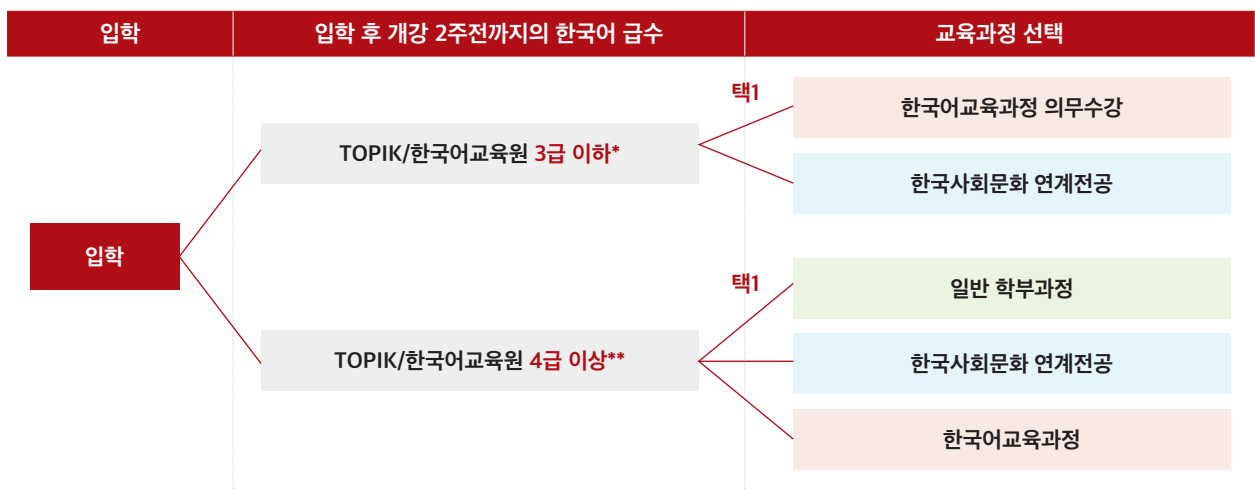 입학
입학 후 개강 2주전까지의 한국어 급수
교육과정 선택
택1
한국어교육과정 의무수강
TOPIK/한국어교육원 3급 이하*
한국사회문화 연계전공
입학
택1
일반 학부과정
TOPIK/한국어교육원 4급 이상**
한국사회문화 연계전공
한국어교육과정